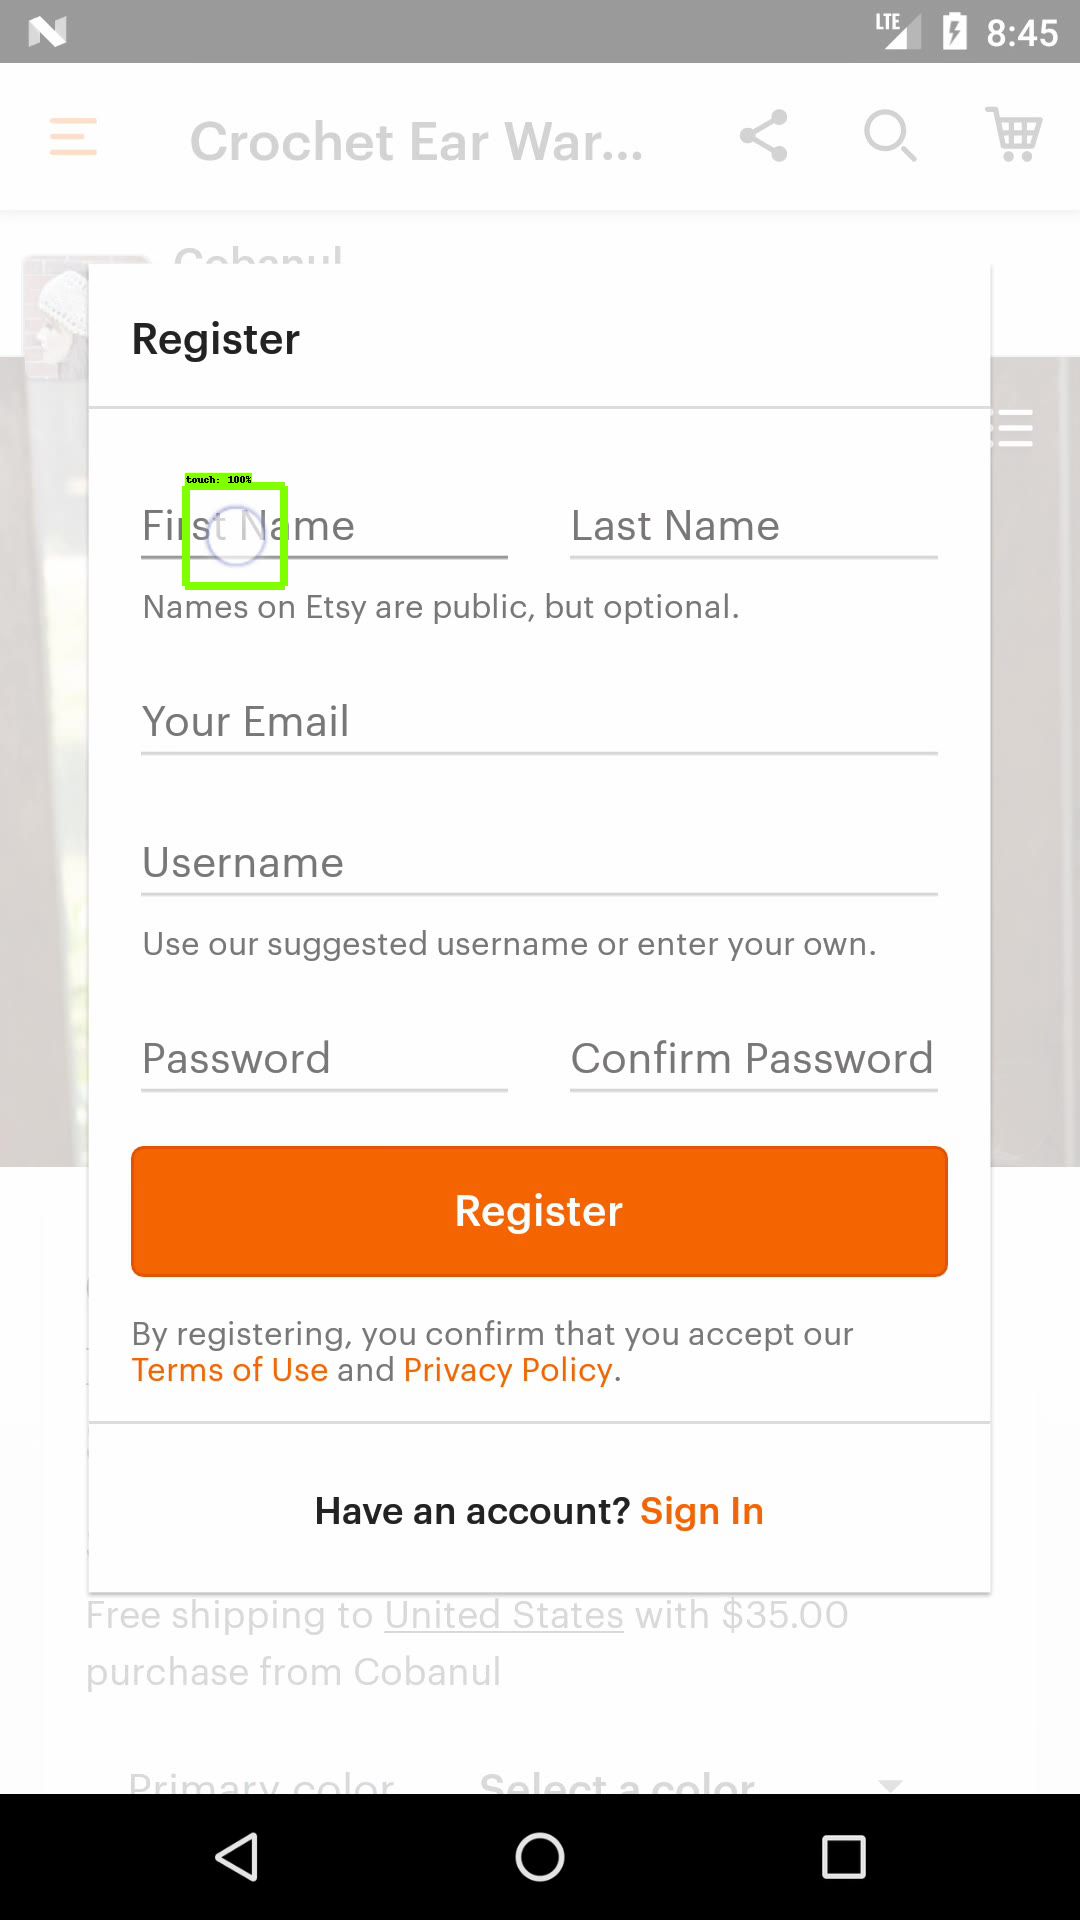 LTE 8:45
Crochet Ear War...
Cobanul
Register
touch: 100%
First Name Last Name
Names on Etsy are public, but optional.
Your Email
Username
Use our suggested username or enter your own.
Password Confirm Password
Register
By registering, you confirm that you accept our
Terms of Use and Privacy Policy.
Have an account? Sign In
Free shipping to United States with $35.00
purchase from Cobanul
Primary color Select a color